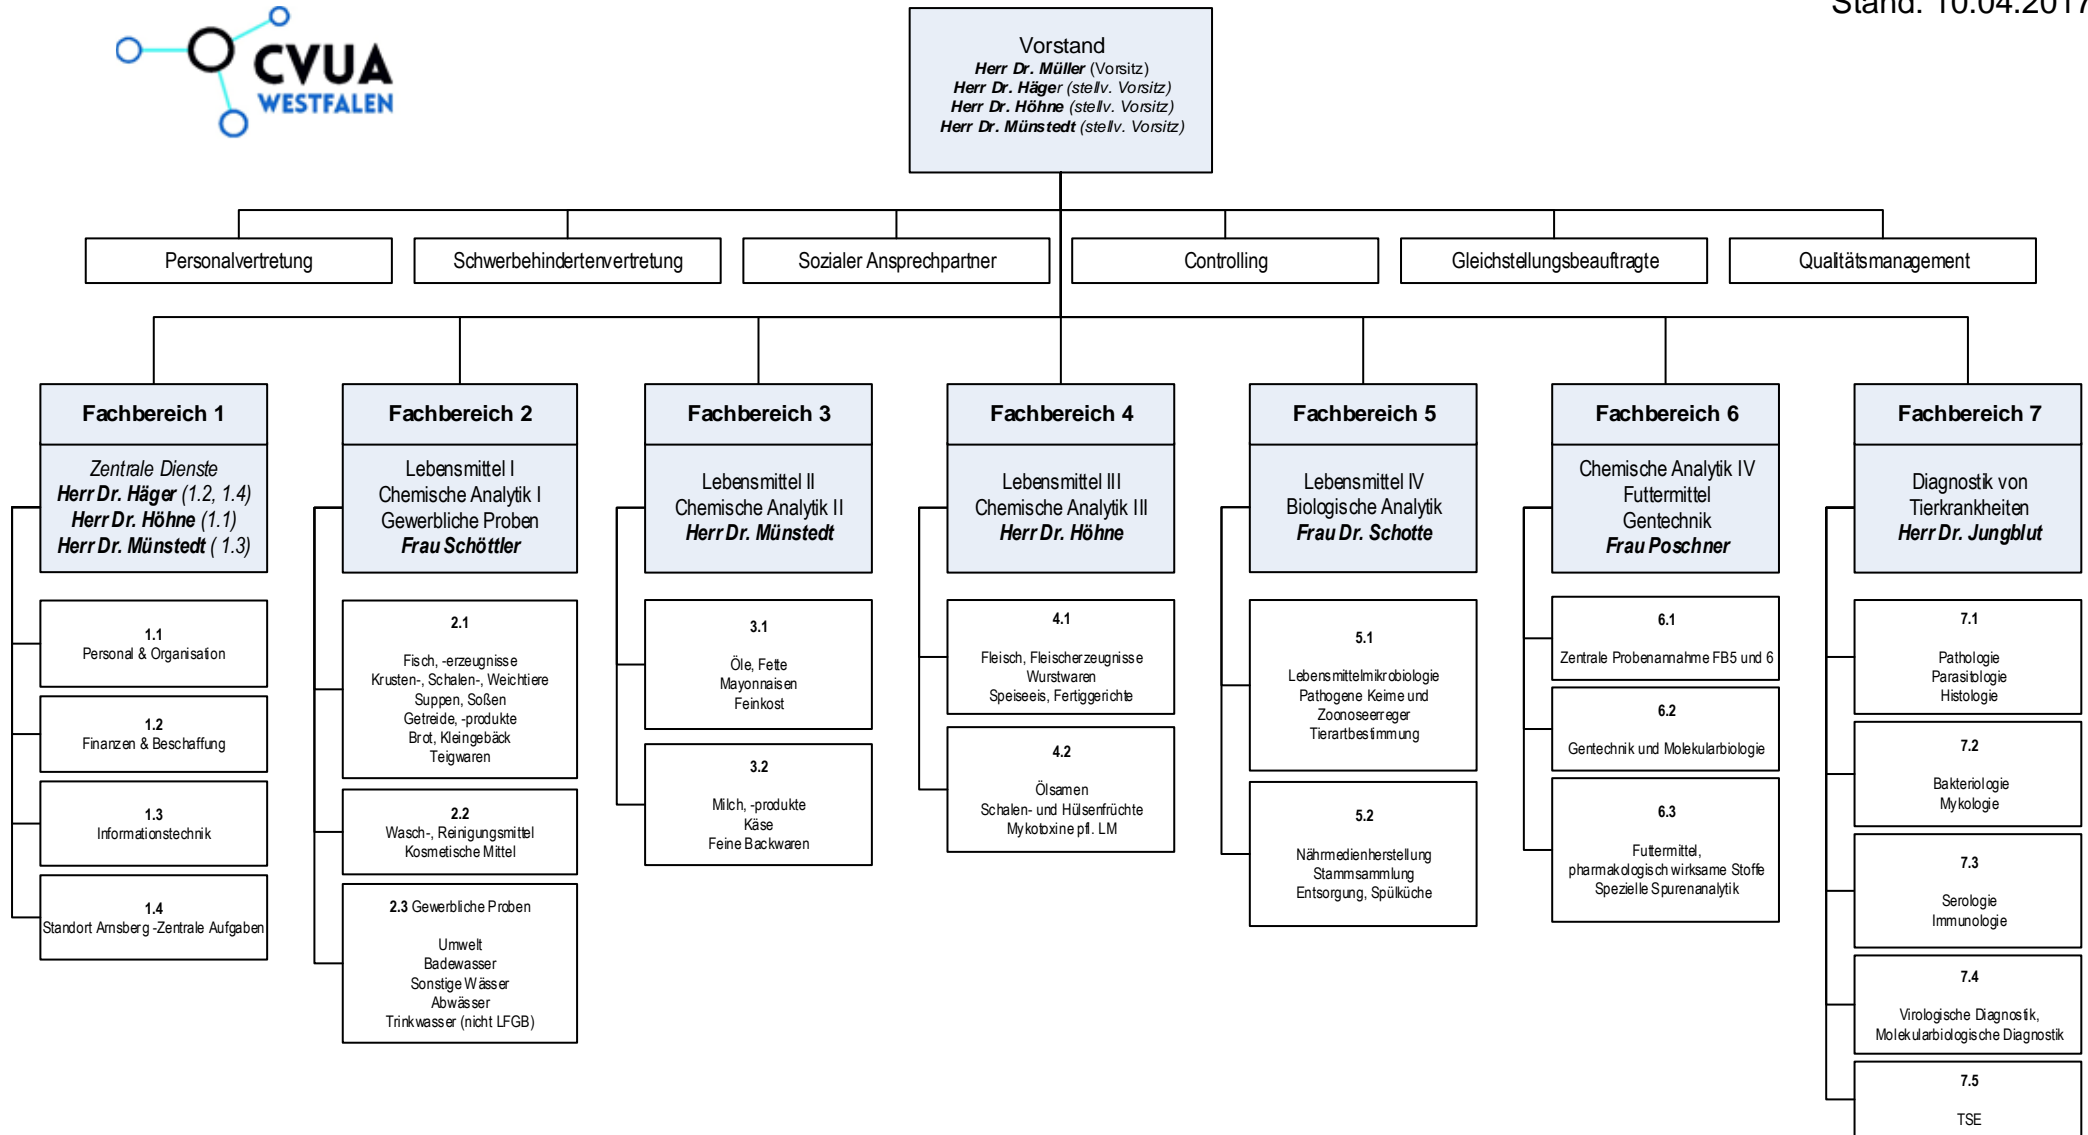 Stand: 10.04.2017
CVUA
WESTFALEN
Vorstand
Herr Dr. Müller (Vorsitz)
Herr Dr. Häger (stellv. Vorsitz)
Herr Dr. Höhne (stellv. Vorsitz)
Herr Dr. Münstedt (stellv. Vorsitz)
Personalvertretung
Schwerbehindertenvertretung
Sozialer Ansprechpartner
Controlling
Gleichstellungsbeauftragte
Qualitätsmanagement
Fachbereich 1
Zentrale Dienste
Herr Dr. Häger (1.2, 1.4)
Herr Dr. Höhne (1.1)
Herr Dr. Münstedt ( 1.3)
1.1
Personal & Organisation
1.2
Finanzen & Beschaffung
1.3
Informationstechnik
1.4
Standort Arnsberg -Zentrale Aufgaben
Fachbereich 2
Lebensmittel I
Chemische Analytik I
Gewerbliche Proben
Frau Schöttler
2.1
Fisch, -erzeugnisse
Krusten-, Schalen-, Weichtiere
Suppen, Soßen
Getreide, -produkte
Brot, Kleingebäck
Teigwaren
2.2
Wasch-, Reinigungsmittel
Kosmetische Mittel
2.3 Gewerbliche Proben
Umwelt
Badewasser
Sonstige Wässer
Abwässer
Trinkwasser (nicht LFGB)
Fachbereich 3
Lebensmittel II
Chemische Analytik II
Herr Dr. Münstedt
3.1
Öle, Fette
Mayonnaisen
Feinkost
3.2
Milch, -produkte
Käse
Feine Backwaren
Fachbereich 4
Lebensmittel III
Chemische Analytik III
Herr Dr. Höhne
4.1
Fleisch, Fleischerzeugnisse
Wurstwaren
Speiseeis, Fertiggerichte
4.2
Ölsamen
Schalen- und Hülsenfrüchte
Mykotoxine pfl. LM
Fachbereich 5
Lebensmittel IV
Biologische Analytik
Frau Dr. Schotte
5.1
Lebensmittelmikrobiologie
Pathogene Keime und
Zoonoseerreger
Tierartbestimmung
5.2
Nährmedienherstellung
Stammsammlung
Entsorgung, Spülküche
Fachbereich 6
Chemische Analytik IV
Futtermittel
Gentechnik
Frau Poschner
6.1
Zentrale Probenannahme FB5 und 6
6.2
Gentechnik und Molekularbiologie
6.3
Futtermittel,
pharmakologisch wirksame Stoffe
Spezielle Spurenanalytik
Fachbereich 7
Diagnostik von
Tierkrankheiten
Herr Dr. Jungblut
7.1
Pathologie
Parasitologie
Histologie
7.2
Bakteriologie
Mykologie
7.3
Serologie
Immunologie
7.4
Virologische Diagnostik,
Molekularbiologische Diagnostik
7.5
TSE